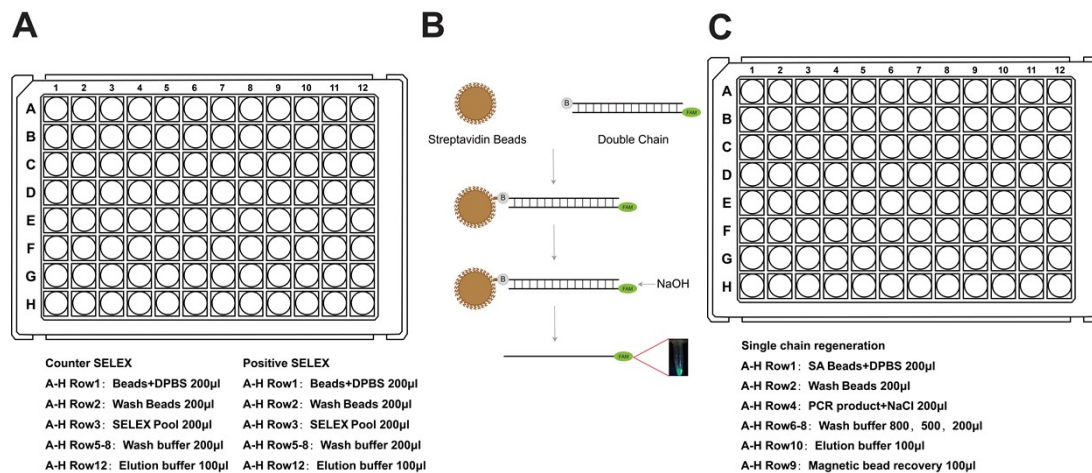 A
1 2 3 4 5 6 7 8 9 10 11 12
A
B
C
D
E
F
G
H
Counter SELEX
A-H Row1: Beads+DPBS 200μl
A-H Row2: Wash Beads 200μl
A-H Row3: SELEX Pool 200μl
A-H Row5-8: Wash buffer 200μl
A-H Row12: Elution buffer 100μl
Positive SELEX
A-H Row1: Beads+DPBS 200μl
A-H Row2: Wash Beads 200μl
A-H Row3: SELEX Pool 200μl
A-H Row5-8: Wash buffer 200μl
A-H Row12: Elution buffer 100μl
B
B
FAM
Streptavidin Beads
Double Chain
B
FAM
B
FAM
NaOH
FAM
C
1 2 3 4 5 6 7 8 9 10 11 12
A
B
C
D
E
F
G
H
Single chain regeneration
A-H Row1: SA Beads+DPBS 200μl
A-H Row2: Wash Beads 200μl
A-H Row4: PCR product+NaCl 200μl
A-H Row6-8: Wash buffer 800, 500, 200μl
A-H Row10: Elution buffer 100μl
A-H Row9: Magnetic bead recovery 100μl